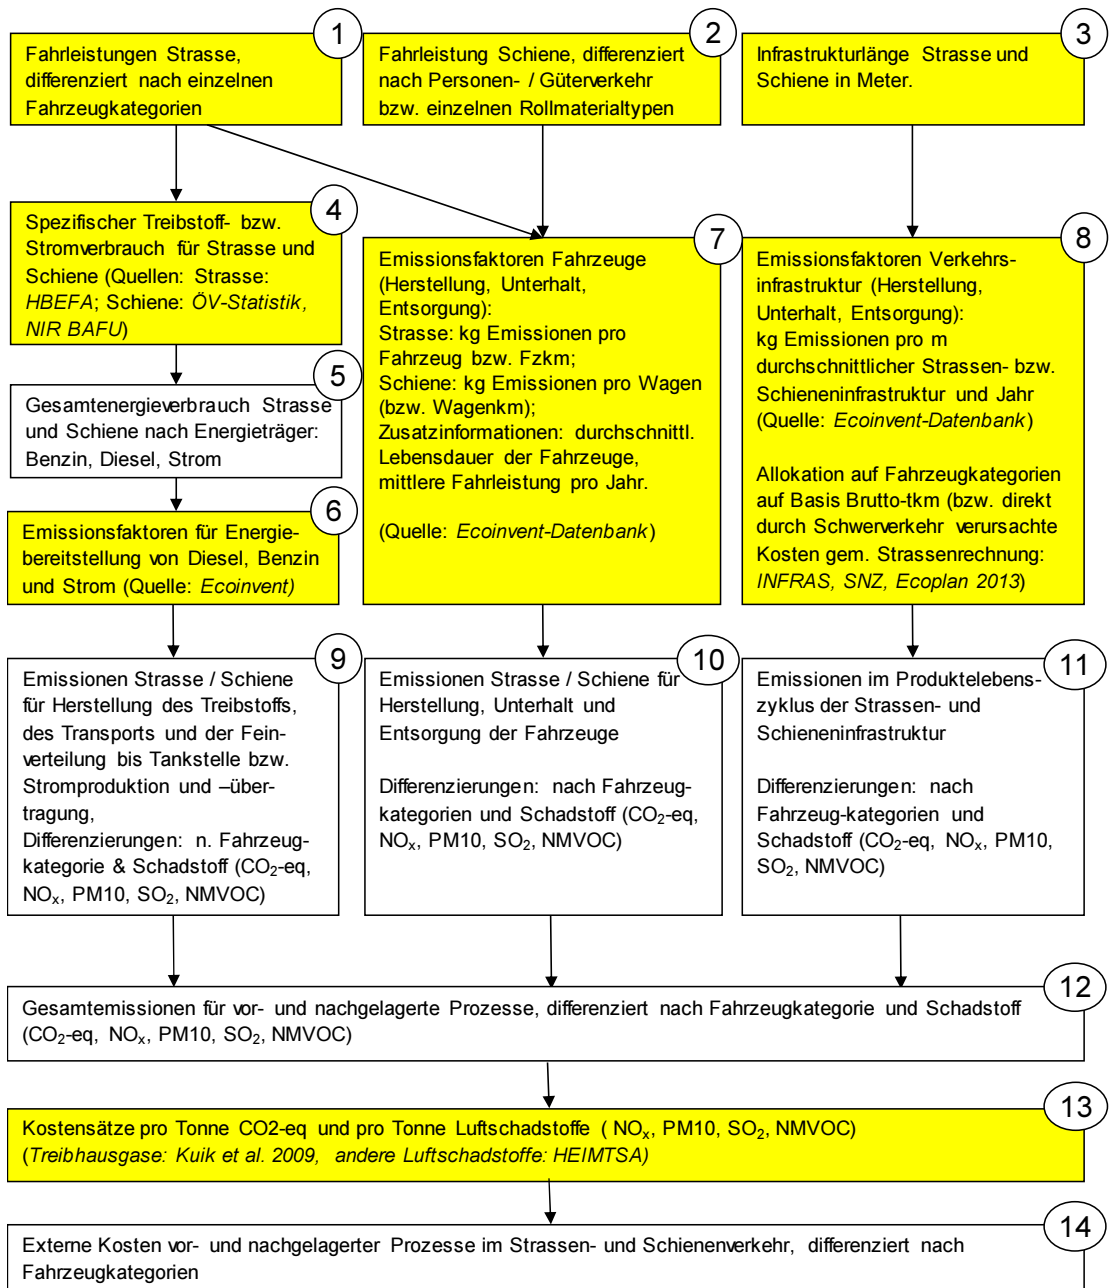 1
Fahrleistungen Strasse,
differenziert nach einzelnen
Fahrzeugkategorien
2
Fahrleistung Schiene, differenziert
nach Personen- / Güterverkehr
bzw. einzelnen Rollmaterialtypen
3
Infrastrukturlänge Strasse und
Schiene in Meter.
4
Spezifischer Treibstoff- bzw.
Stromverbrauch für Strasse und
Schiene (Quellen: Strasse:
HBEFA; Schiene: ÖV-Statistik,
NIR BAFU)
5
Gesamtenergieverbrauch Strasse
und Schiene nach Energieträger:
Benzin, Diesel, Strom
6
Emissionsfaktoren für Energie-
bereitstellung von Diesel, Benzin
und Strom (Quelle: Ecoinvent)
7
Emissionsfaktoren Fahrzeuge
(Herstellung, Unterhalt,
Entsorgung):
Strasse: kg Emissionen pro
Fahrzeug bzw. Fzkm;
Schiene: kg Emissionen pro Wagen
(bzw. Wagenkm);
Zusatzinformationen: durchschnittl.
Lebensdauer der Fahrzeuge,
mittlere Fahrleistung pro Jahr.
(Quelle: Ecoinvent-Datenbank)
8
Emissionsfaktoren Verkehrs-
infrastruktur (Herstellung,
Unterhalt, Entsorgung):
kg Emissionen pro m
durchschnittlicher Strassen- bzw.
Schieneninfrastruktur und Jahr
(Quelle: Ecoinvent-Datenbank)
Allokation auf Fahrzeugkategorien
auf Basis Brutto-tkm (bzw. direkt
durch Schwerverkehr verursachte
Kosten gem. Strassenrechnung:
INFRAS, SNZ, Ecoplan 2013)
9
Emissionen Strasse / Schiene
für Herstellung des Treibstoffs,
des Transports und der Fein-
verteilung bis Tankstelle bzw.
Stromproduktion und –über-
tragung,
Differenzierungen: n. Fahrzeug-
kategorie & Schadstoff (CO₂-eq,
NOₓ, PM10, SO₂, NMVOC)
10
Emissionen Strasse / Schiene für
Herstellung, Unterhalt und
Entsorgung der Fahrzeuge
Differenzierungen: nach Fahrzeug-
kategorien und Schadstoff (CO₂-eq,
NOₓ, PM10, SO₂, NMVOC)
11
Emissionen im Produktelebens-
zyklus der Strassen- und
Schieneninfrastruktur
Differenzierungen: nach
Fahrzeug-kategorien und
Schadstoff (CO₂-eq, NOₓ, PM10,
SO₂, NMVOC)
12
Gesamtemissionen für vor- und nachgelagerte Prozesse, differenziert nach Fahrzeugkategorie und Schadstoff
(CO₂-eq, NOₓ, PM10, SO₂, NMVOC)
13
Kostensätze pro Tonne CO2-eq und pro Tonne Luftschadstoffe ( NOₓ, PM10, SO₂, NMVOC)
(Treibhausgase: Kuik et al. 2009, andere Luftschadstoffe: HEIMTSA)
14
Externe Kosten vor- und nachgelagerter Prozesse im Strassen- und Schienenverkehr, differenziert nach
Fahrzeugkategorien